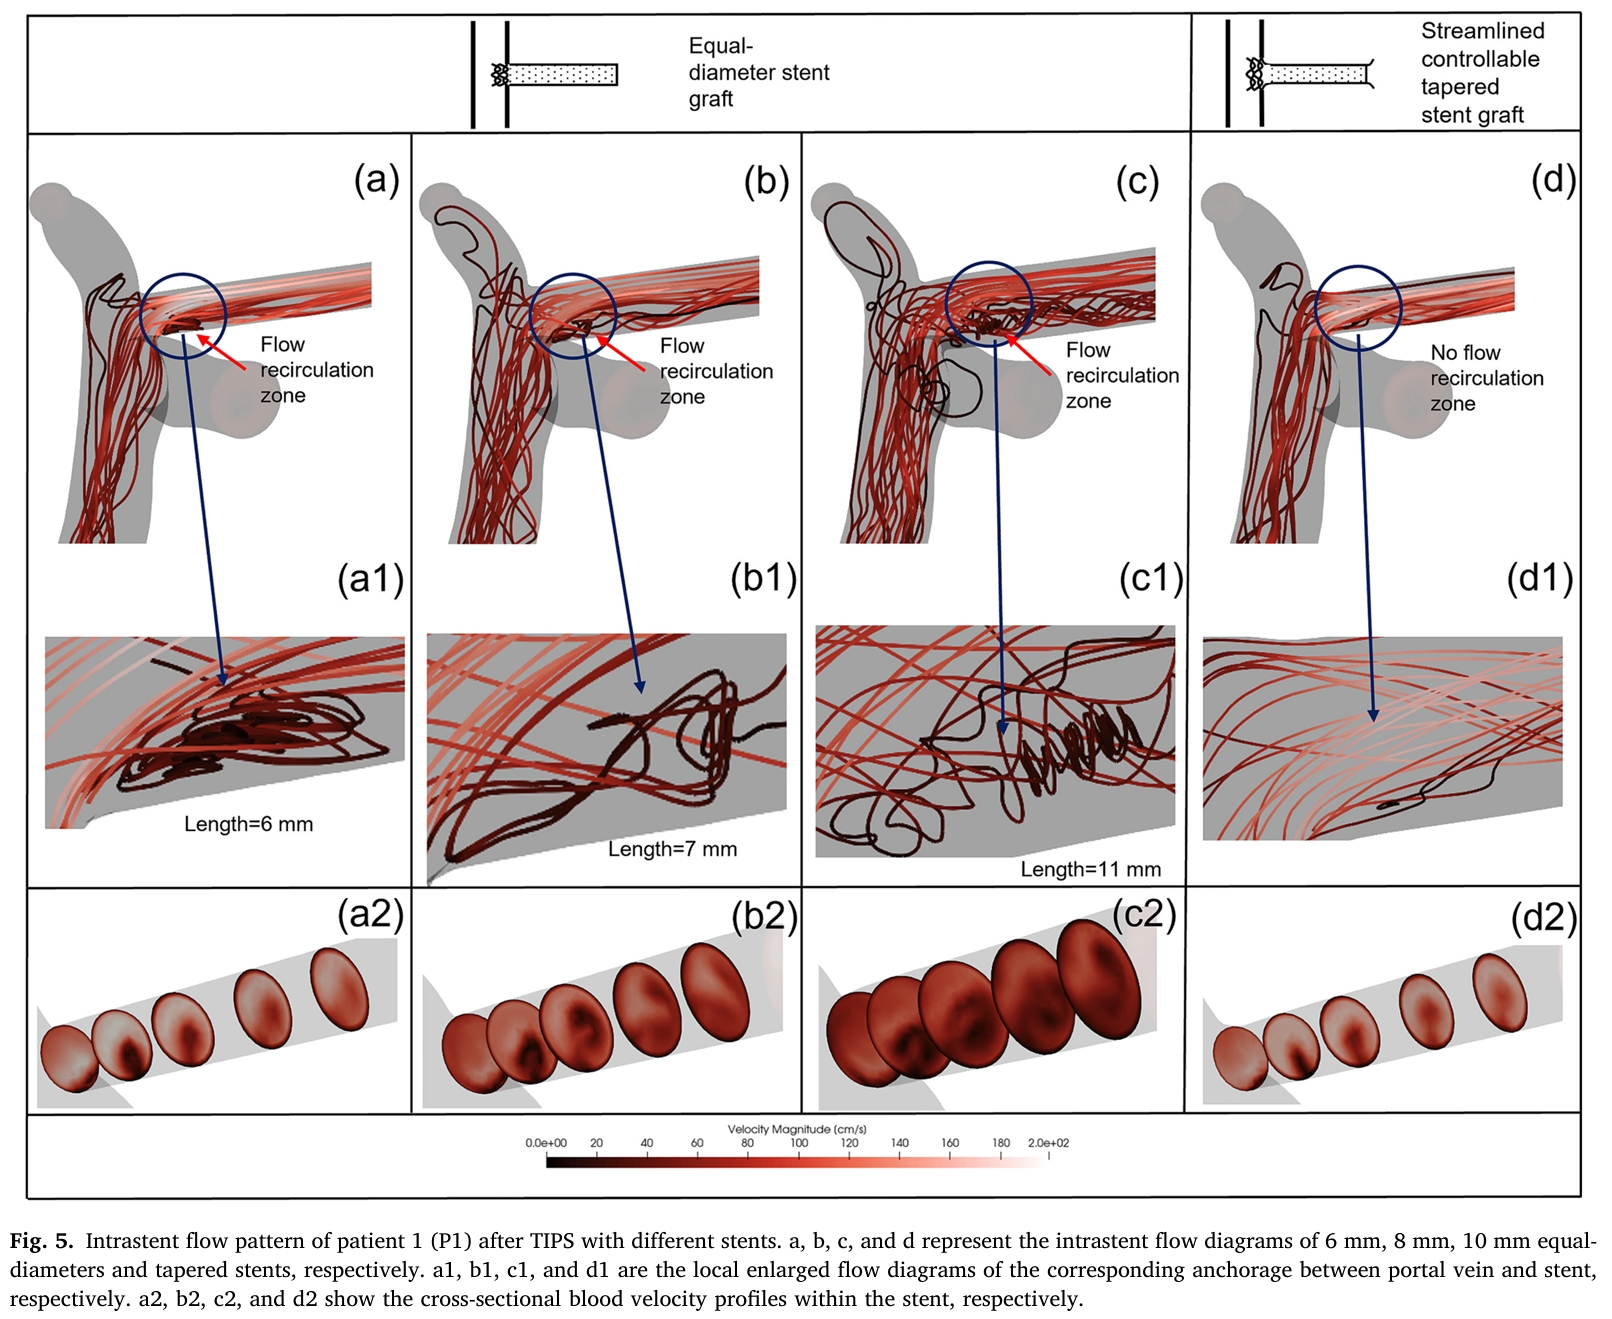 Equal-
diameter stent
graft
Streamlined
controllable
tapered
stent graft
(a)
(b)
(c)
(d)
Flow
recirculation
zone
Flow
recirculation
zone
Flow
recirculation
zone
No flow
recirculation
zone
(a1)
(b1)
(c1)
(d1)
Length=6 mm
Length=7 mm
Length=11 mm
(a2)
(b2)
(c2)
(d2)
Velocity Magnitude (cm/s)
0.0e+00 20 40 60 80 100 120 140 160 180 2.0e+02
Fig. 5. Intrastent flow pattern of patient 1 (P1) after TIPS with different stents. a, b, c, and d represent the intrastent flow diagrams of 6 mm, 8 mm, 10 mm equal-
diameters and tapered stents, respectively. a1, b1, c1, and d1 are the local enlarged flow diagrams of the corresponding anchorage between portal vein and stent,
respectively. a2, b2, c2, and d2 show the cross-sectional blood velocity profiles within the stent, respectively.